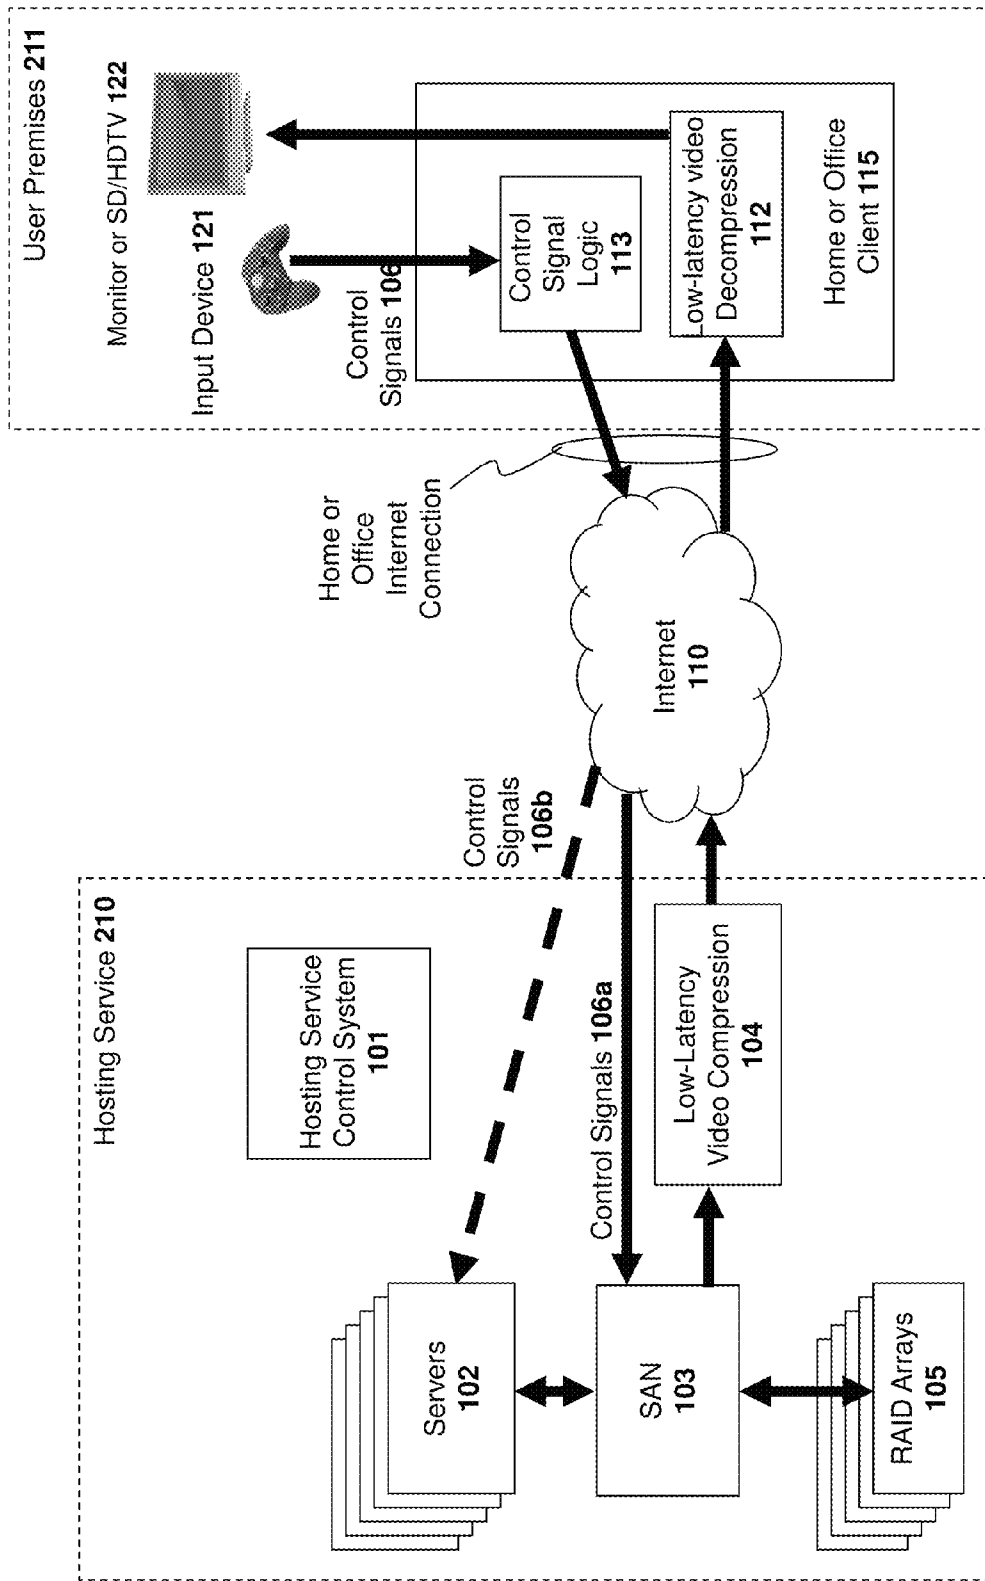 Hosting Service 210
Hosting Service
Control System
101
Servers
102
SAN
103
RAID Arrays
105
Control Signals 106a
Low-Latency
Video Compression
104
Control
Signals
106b
Internet
110
Home or
Office
Internet
Connection
User Premises 211
Monitor or SD/HDTV 122
Input Device 121
Control
Signals 106
Control
Signal
Logic
113
Low-latency video
Decompression
112
Home or Office
Client 115